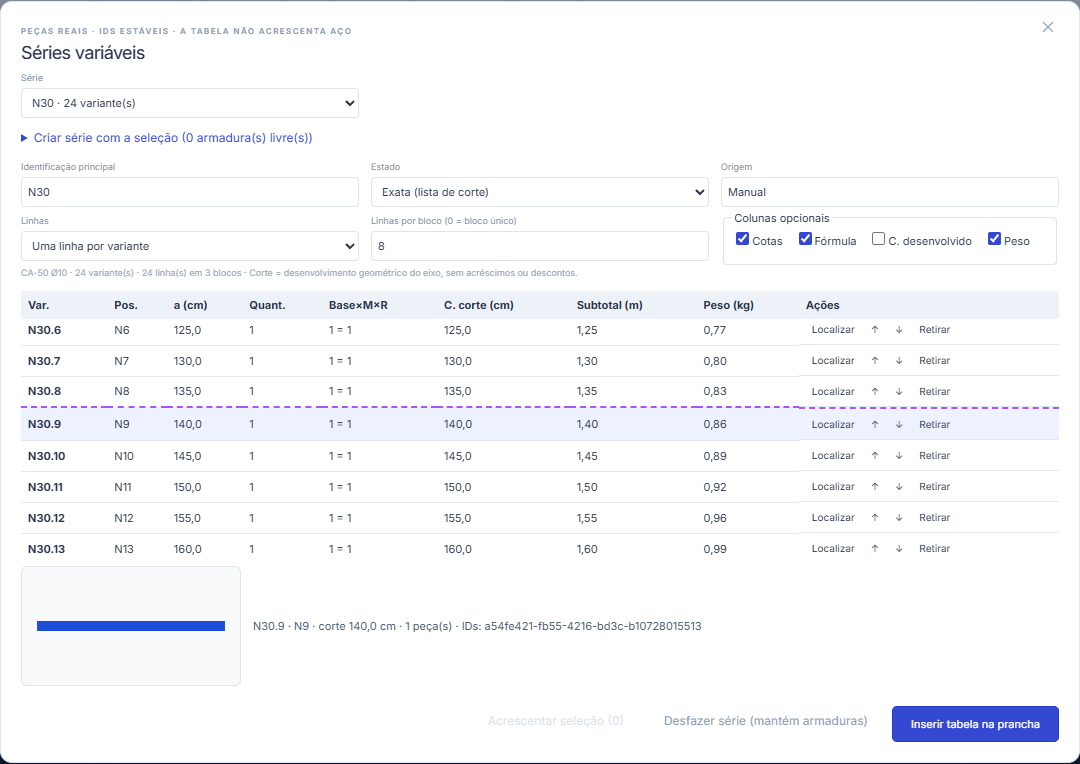 PEÇAS REAIS · IDS ESTÁVEIS · A TABELA NÃO ACRESCENTA AÇO
Séries variáveis
Série
N30 · 24 variante(s)
Criar série com a seleção (0 armadura(s) livre(s))
Identificação principal Estado Origem
N30 Exata (lista de corte) Manual
Linhas Linhas por bloco (0 = bloco único) Colunas opcionais
Uma linha por variante 8 Cotas Fórmula C. desenvolvido Peso
CA-50 Ø10 · 24 variante(s) · 24 linha(s) em 3 blocos · Corte = desenvolvimento geométrico do eixo, sem acréscimos ou descontos.
Var. Pos. a (cm) Quant. Base×M×R C. corte (cm) Subtotal (m) Peso (kg) Ações
N30.6 N6 125,0 1 1 = 1 125,0 1,25 0,77 Localizar ↑ ↓ Retirar
N30.7 N7 130,0 1 1 = 1 130,0 1,30 0,80 Localizar ↑ ↓ Retirar
N30.8 N8 135,0 1 1 = 1 135,0 1,35 0,83 Localizar ↑ ↓ Retirar
N30.9 N9 140,0 1 1 = 1 140,0 1,40 0,86 Localizar ↑ ↓ Retirar
N30.10 N10 145,0 1 1 = 1 145,0 1,45 0,89 Localizar ↑ ↓ Retirar
N30.11 N11 150,0 1 1 = 1 150,0 1,50 0,92 Localizar ↑ ↓ Retirar
N30.12 N12 155,0 1 1 = 1 155,0 1,55 0,96 Localizar ↑ ↓ Retirar
N30.13 N13 160,0 1 1 = 1 160,0 1,60 0,99 Localizar ↑ ↓ Retirar
N30.9 · N9 · corte 140,0 cm · 1 peça(s) · IDs: a54fe421-fb55-4216-bd3c-b10728015513
Acrescentar seleção (0) Desfazer série (mantém armaduras) Inserir tabela na prancha